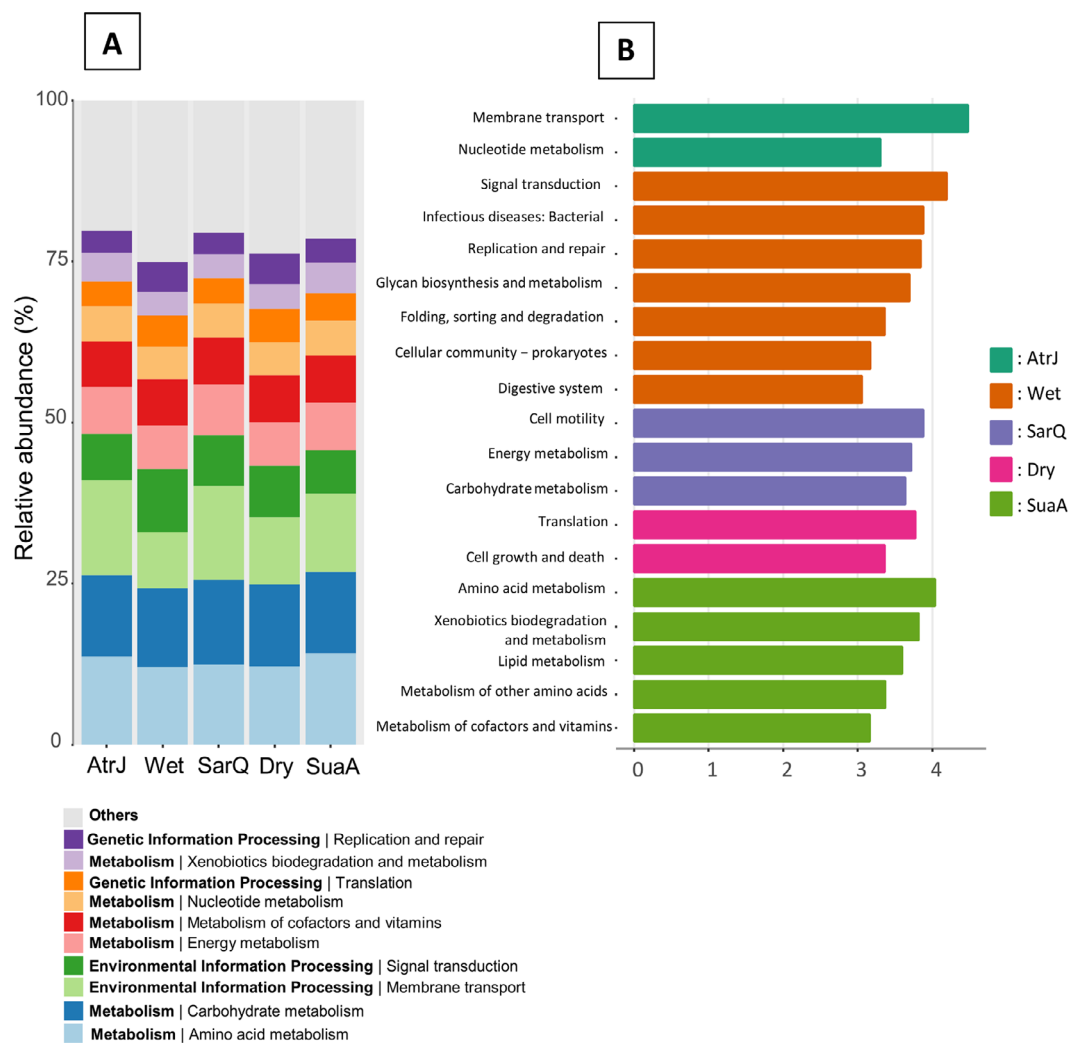 A
B
Relative abundance (%)
100
75
50
25
0
AtrJ Wet SarQ Dry SuaA
Membrane transport
Nucleotide metabolism
Signal transduction
Infectious diseases: Bacterial
Replication and repair
Glycan biosynthesis and metabolism
Folding, sorting and degradation
Cellular community – prokaryotes
Digestive system
Cell motility
Energy metabolism
Carbohydrate metabolism
Translation
Cell growth and death
Amino acid metabolism
Xenobiotics biodegradation
and metabolism
Lipid metabolism
Metabolism of other amino acids
Metabolism of cofactors and vitamins
0 1 2 3 4
: AtrJ
: Wet
: SarQ
: Dry
: SuaA
Others
Genetic Information Processing | Replication and repair
Metabolism | Xenobiotics biodegradation and metabolism
Genetic Information Processing | Translation
Metabolism | Nucleotide metabolism
Metabolism | Metabolism of cofactors and vitamins
Metabolism | Energy metabolism
Environmental Information Processing | Signal transduction
Environmental Information Processing | Membrane transport
Metabolism | Carbohydrate metabolism
Metabolism | Amino acid metabolism